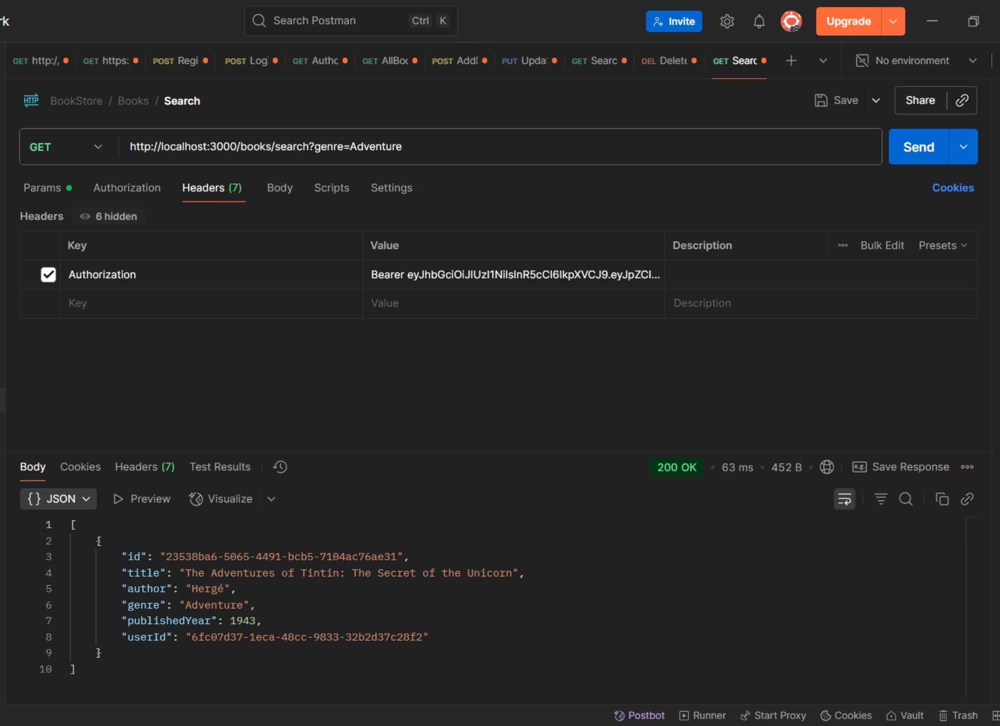 rk
Search Postman Ctrl K
Invite
Upgrade
GET http:/, GET https: POST Regi POST Log GET Autho GET AllBoo POST Add PUT Upda GET Searc DEL Delete GET Searc No environment
HTTP BookStore / Books / Search
Save
Share
GET http://localhost:3000/books/search?genre=Adventure
Send
Params Authorization Headers (7) Body Scripts Settings Cookies
Headers 6 hidden
Key Value Description Bulk Edit Presets
Authorization Bearer eyJhbGciOiJIUzI1NiIsInR5cCI6IkpXVCJ9.eyJpZCI...
Key Value Description
Body Cookies Headers (7) Test Results 200 OK • 63 ms • 452 B • e.g. Save Response
{} JSON Preview Visualize
1 [
2 {
3 "id": "23538ba6-5065-4491-bcb5-7104ac76ae31",
4 "title": "The Adventures of Tintin: The Secret of the Unicorn",
5 "author": "Hergé",
6 "genre": "Adventure",
7 "publishedYear": 1943,
8 "userId": "6fc07d37-1eca-48cc-9833-32b2d37c28f2"
9 }
10 ]
Postbot Runner Start Proxy Cookies Vault Trash